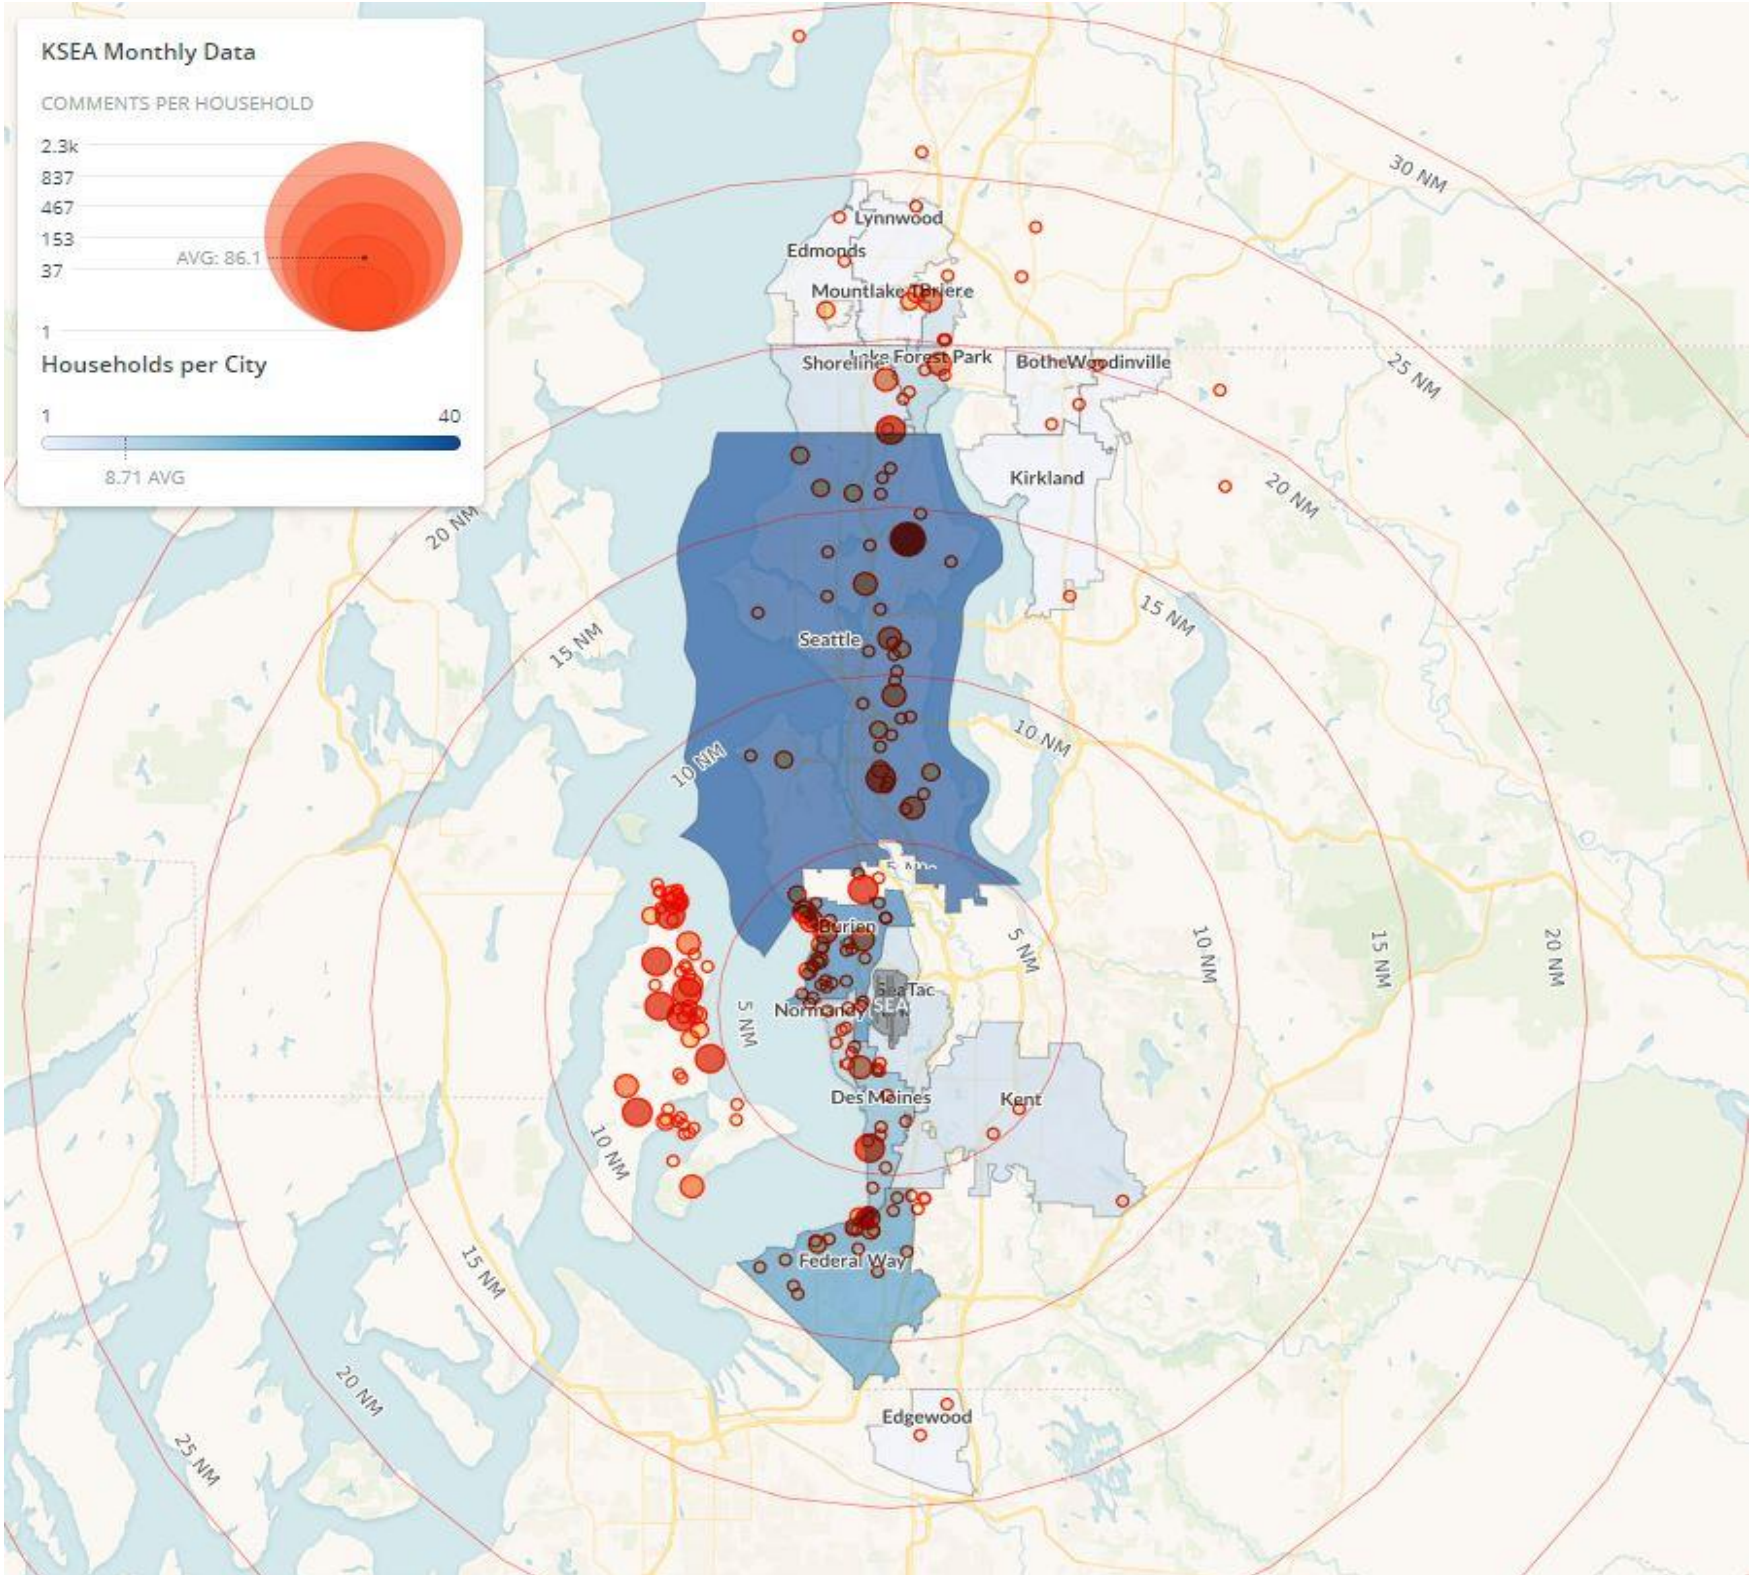 KSEA Monthly Data
COMMENTS PER HOUSEHOLD
2.3k
837
467
153
AVG: 86.1
37
1
Households per City
1 40
8.71 AVG
30 NM
Lynnwood
Edmonds
Mountlake
Shoreline
Lake Forest Park
Woodinville
25 NM
Kirkland
20 NM
20 NM
15 NM
15 NM
Seattle
10 NM
10 NM
Burien
5 NM
10 NM
15 NM
20 NM
SeaTac
SEA
Normandy
5 NM
Des Moines
Kent
10 NM
Federal Way
15 NM
20 NM
Edgewood
25 NM